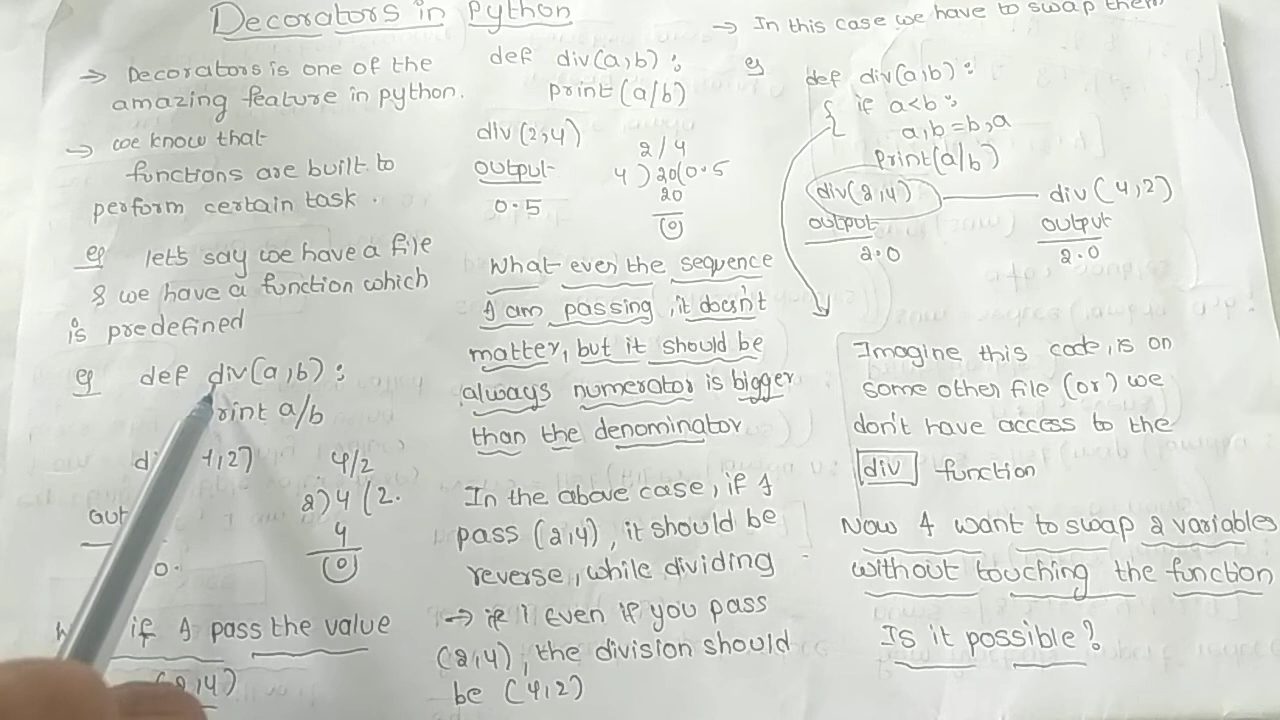 Decorators in Python
→ Decorators is one of the
amazing feature in python.
→ we know that
functions are built to
perform certain task.
eg let's say we have a file
& we have a function which
is predefined
eg def div(a,b):
rint a/b
4/2
2)4(2.
4
(0)
if I pass the value
def div(a,b):
print(a/b)
div(2,4)
output
0.5
2/4
4)20(0.5
20
(0)
What ever the sequence
I am passing, it doesn't
matter, but it should be
always numerator is bigger
than the denominator
In the above case, if I
pass (2,4), it should be
reverse, while dividing
→ if I even if you pass
(2,4), the division should
be (4,2)
→ In this case we have to swap them
eg def div(a,b):
if a<b:
a,b=b,a
print(a/b)
div(2,4) div(4,2)
output output
2.0 2.0
Imagine this code, is on
some other file (or) we
don't have access to the
div function
Now I want to swap 2 variables
without touching the function
Is it possible?